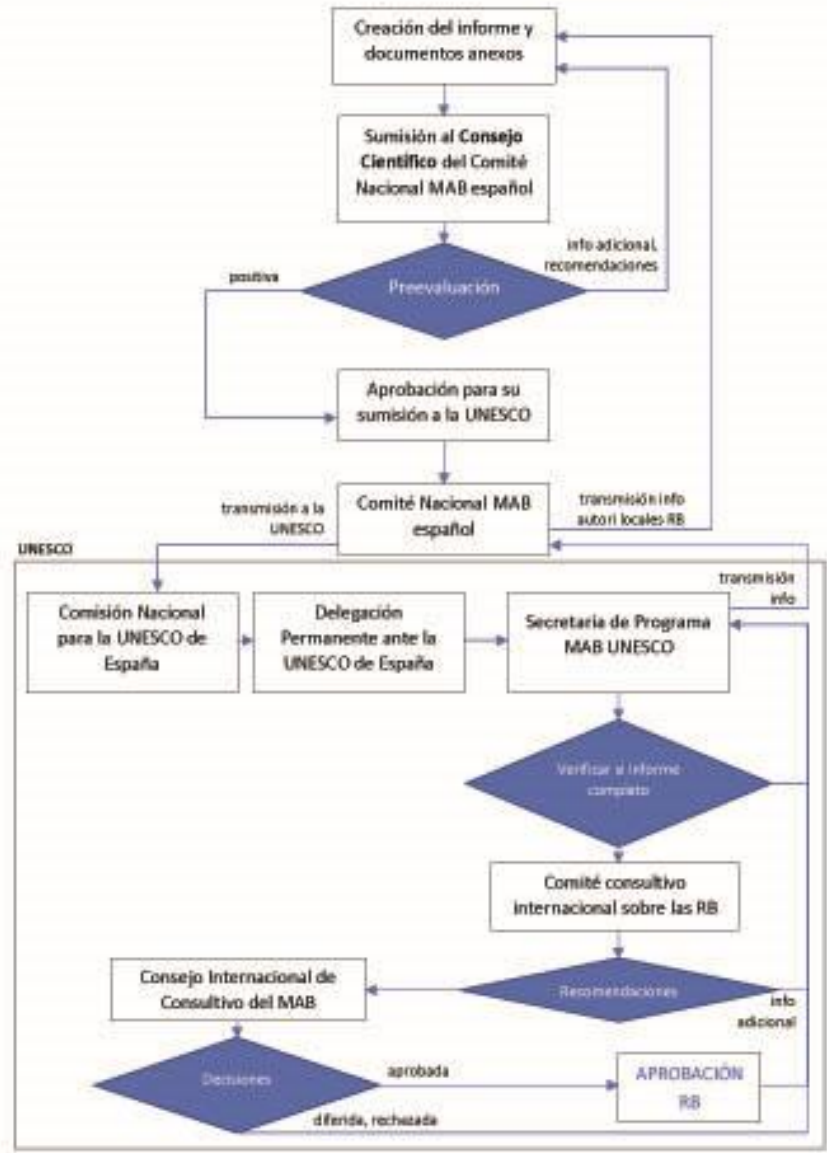 Creación del informe y
documentos anexos
Sumisión al Consejo
Científico del Comité
Nacional MAB español
info adicional,
recomendaciones
positiva
Preevaluación
Aprobación para su
sumisión a la UNESCO
transmisión a la
UNESCO
Comité Nacional MAB
español
transmisión info
autori locales RB
UNESCO
transmisión
info
Comisión Nacional
para la UNESCO de
España
Delegación
Permanente ante la
UNESCO de España
Secretaria de Programa
MAB UNESCO
Verificar si informe
completo
Comité consultivo
internacional sobre las RB
Consejo Internacional de
Consultivo del MAB
Recomendaciones
info
adicional
Decisiones
aprobada
APROBACIÓN
RB
diferida, rechazada